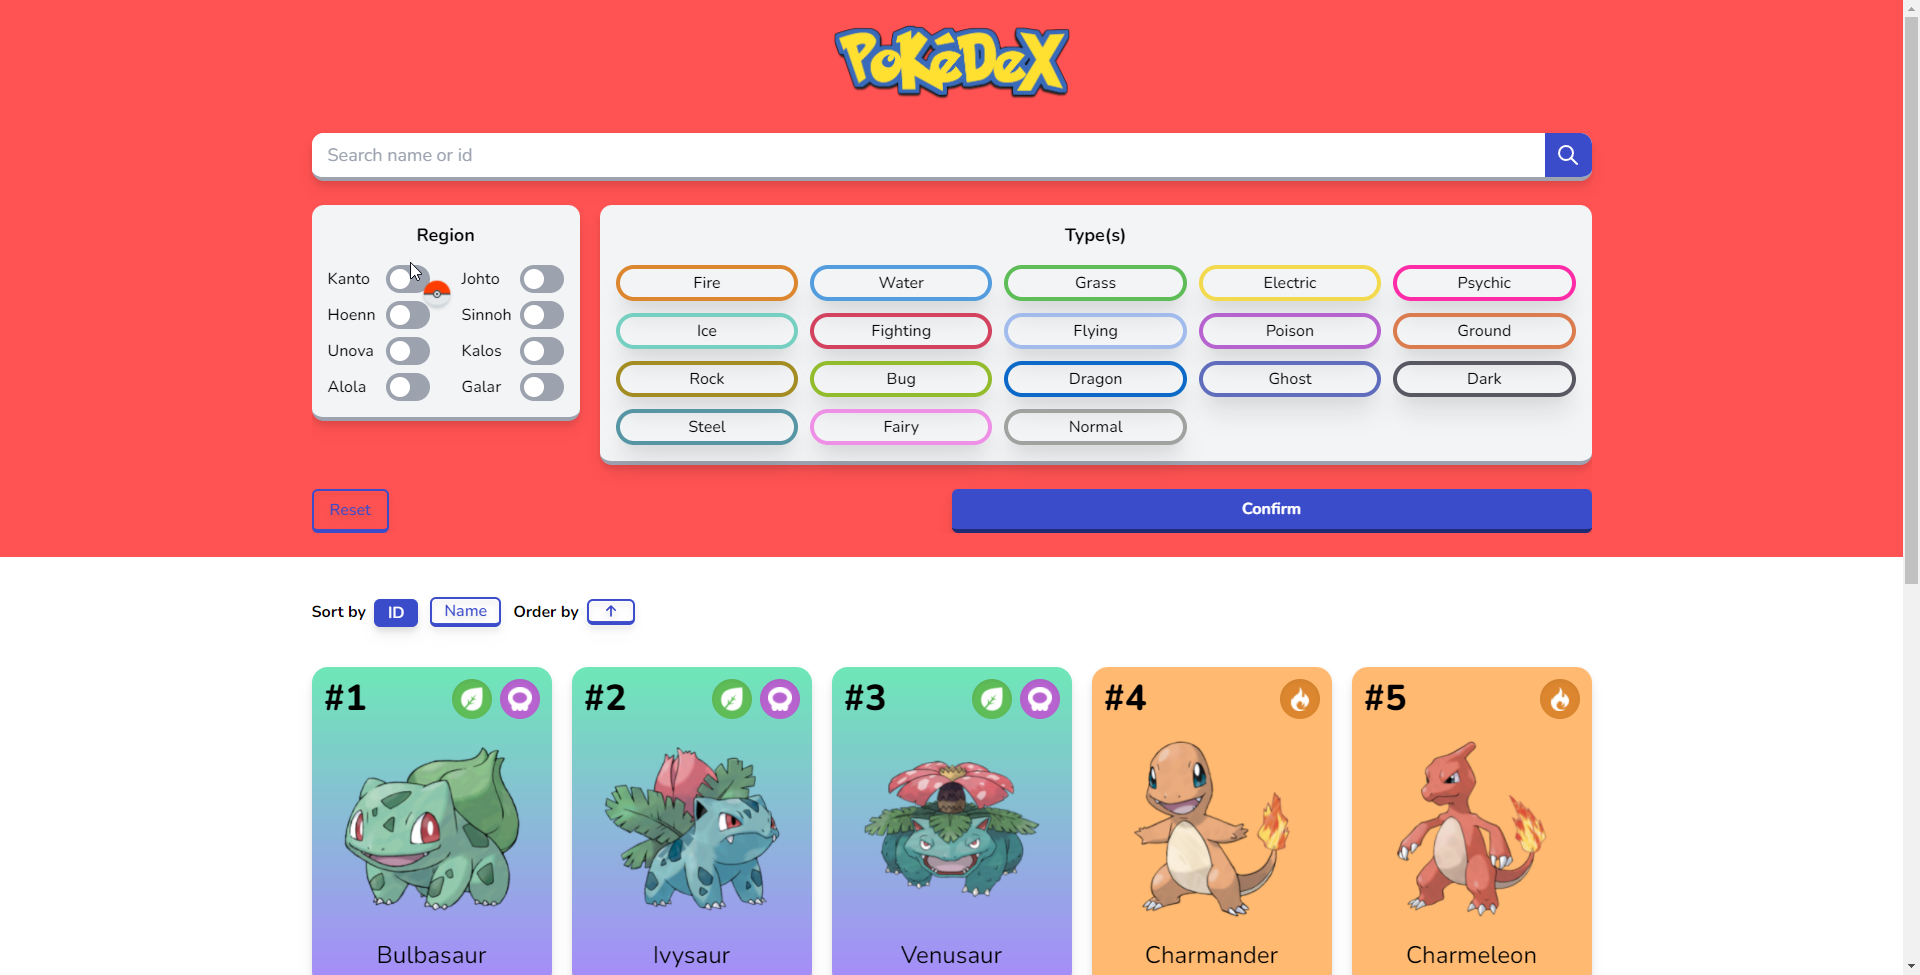 PoKéDeX
Search name or id
Region
Kanto Johto
Hoenn Sinnoh
Unova Kalos
Alola Galar
Type(s)
Fire Water Grass Electric Psychic
Ice Fighting Flying Poison Ground
Rock Bug Dragon Ghost Dark
Steel Fairy Normal
Reset Confirm
Sort by ID Name Order by ↑
#1 #2 #3 #4 #5
Bulbasaur Ivysaur Venusaur Charmander Charmeleon